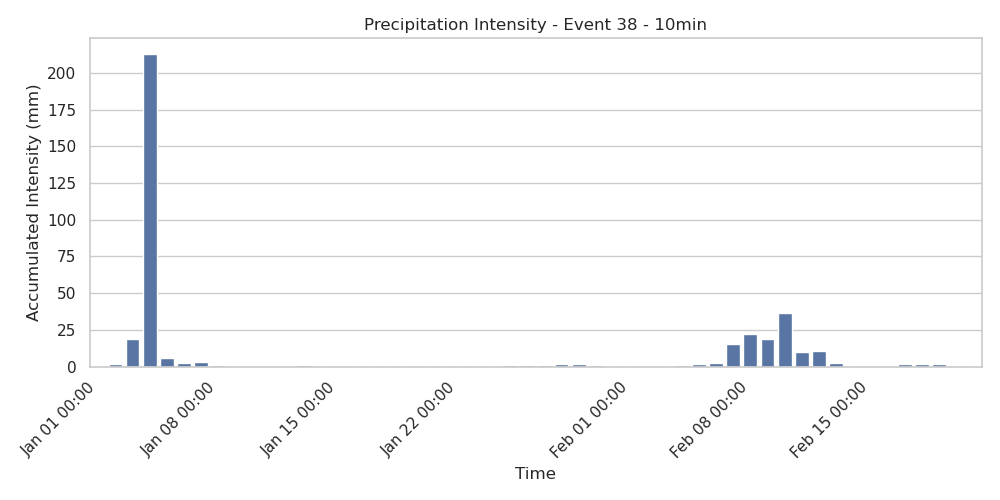 Precipitation Intensity - Event 38 - 10min
Accumulated Intensity (mm)
200
175
150
125
100
75
50
25
0
Jan 01 00:00
Jan 08 00:00
Jan 15 00:00
Jan 22 00:00
Feb 01 00:00
Feb 08 00:00
Feb 15 00:00
Time